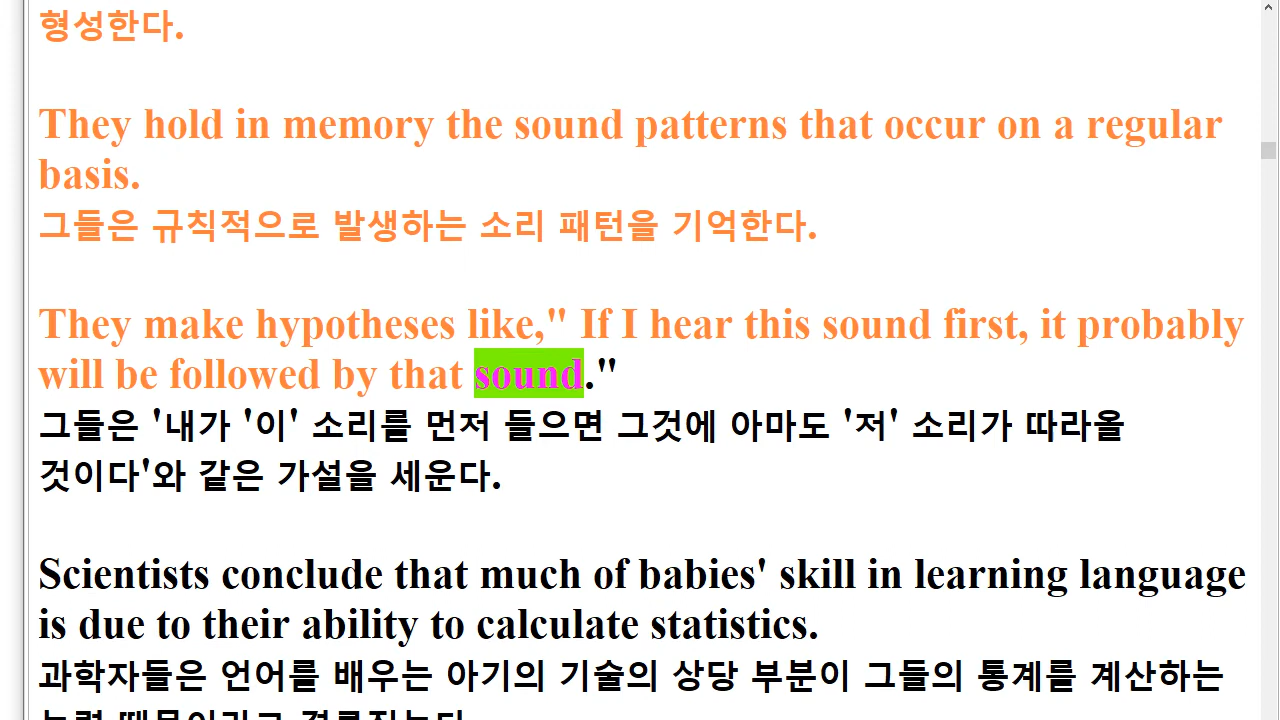 형성한다.
They hold in memory the sound patterns that occur on a regular
basis.
그들은 규칙적으로 발생하는 소리 패턴을 기억한다.
They make hypotheses like," If I hear this sound first, it probably
will be followed by that sound."
그들은 '내가 '이' 소리를 먼저 들으면 그것에 아마도 '저' 소리가 따라올
것이다'와 같은 가설을 세운다.
Scientists conclude that much of babies' skill in learning language
is due to their ability to calculate statistics.
과학자들은 언어를 배우는 아기의 기술의 상당 부분이 그들의 통계를 계산하는